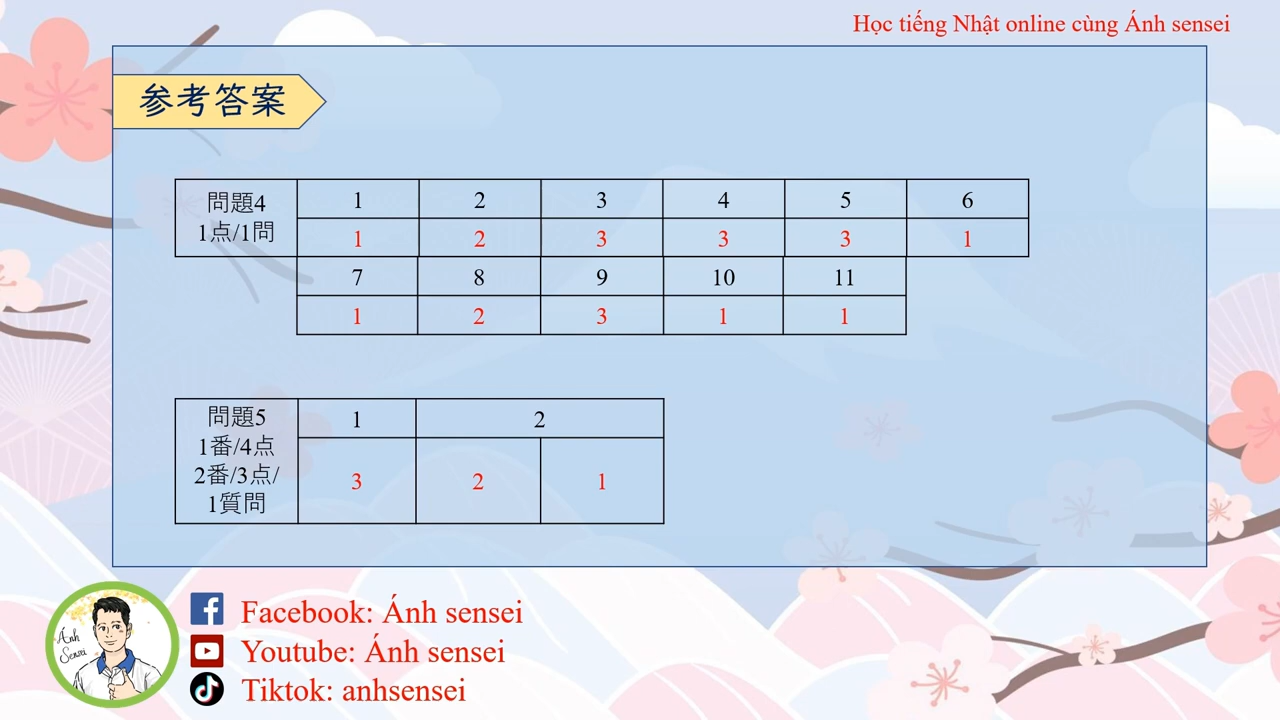 Học tiếng Nhật online cùng Ánh sensei
参考答案
問題4
1点/1問
1 2 3 4 5 6
1 2 3 3 3 1
7 8 9 10 11
1 2 3 1 1
問題5
1番/4点
2番/3点/
1質問
1 2
3 2 1
Ánh
Sensei
Facebook: Ánh sensei
Youtube: Ánh sensei
Tiktok: anhsensei